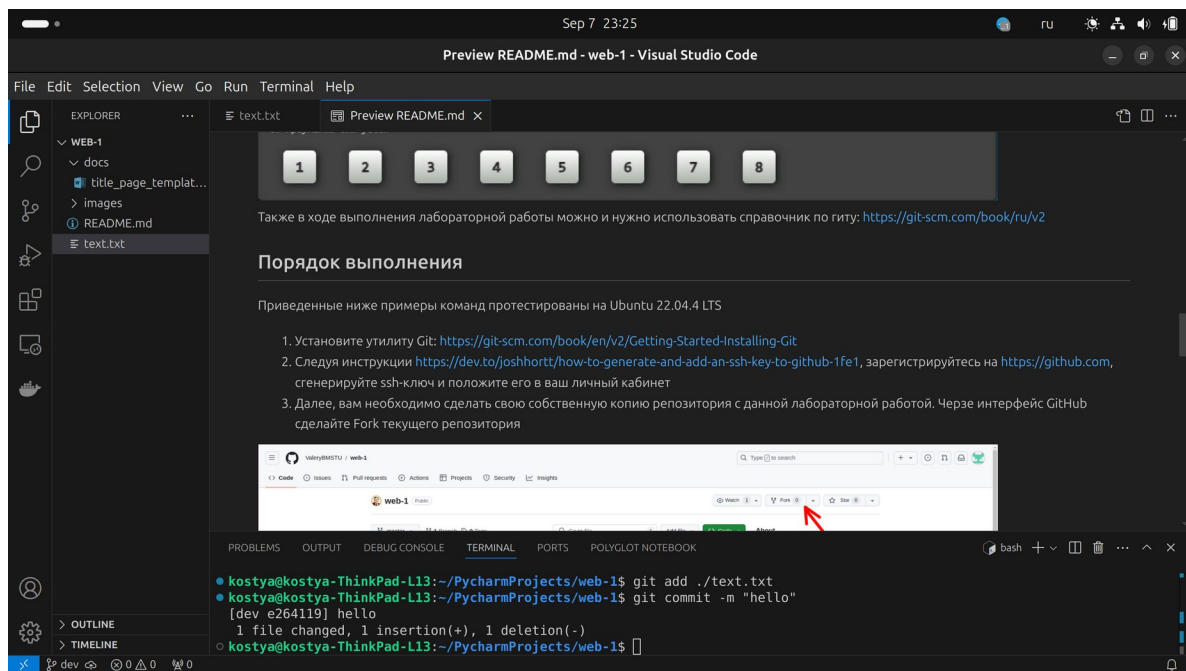 Sep 7 23:25
ru
Preview README.md - web-1 - Visual Studio Code
File Edit Selection View Go Run Terminal Help
EXPLORER
text.txt
Preview README.md
WEB-1
docs
title_page_templat...
images
README.md
text.txt
1 2 3 4 5 6 7 8
Также в ходе выполнения лабораторной работы можно и нужно использовать справочник по гиту: https://git-scm.com/book/ru/v2
Порядок выполнения
Приведенные ниже примеры команд протестированы на Ubuntu 22.04.4 LTS
1. Установите утилиту Git: https://git-scm.com/book/en/v2/Getting-Started-Installing-Git
2. Следуя инструкции https://dev.to/joshhortt/how-to-generate-and-add-an-ssh-key-to-github-1fe1, зарегистрируйтесь на https://github.com,
сгенерируйте ssh-ключ и положите его в ваш личный кабинет
3. Далее, вам необходимо сделать свою собственную копию репозитория с данной лабораторной работой. Черзе интерфейс GitHub
сделайте Fork текущего репозитория
ValeryBMSTU / web-1
Type / to search
Code Issues Pull requests Actions Projects Security Insights
web-1 Public
Watch 1 Fork 0 Star 0
PROBLEMS OUTPUT DEBUG CONSOLE TERMINAL PORTS POLYGLOT NOTEBOOK
bash
kostya@kostya-ThinkPad-L13:~/PycharmProjects/web-1$ git add ./text.txt
kostya@kostya-ThinkPad-L13:~/PycharmProjects/web-1$ git commit -m "hello"
[dev e264119] hello
1 file changed, 1 insertion(+), 1 deletion(-)
kostya@kostya-ThinkPad-L13:~/PycharmProjects/web-1$
OUTLINE
TIMELINE
dev 0 0 0